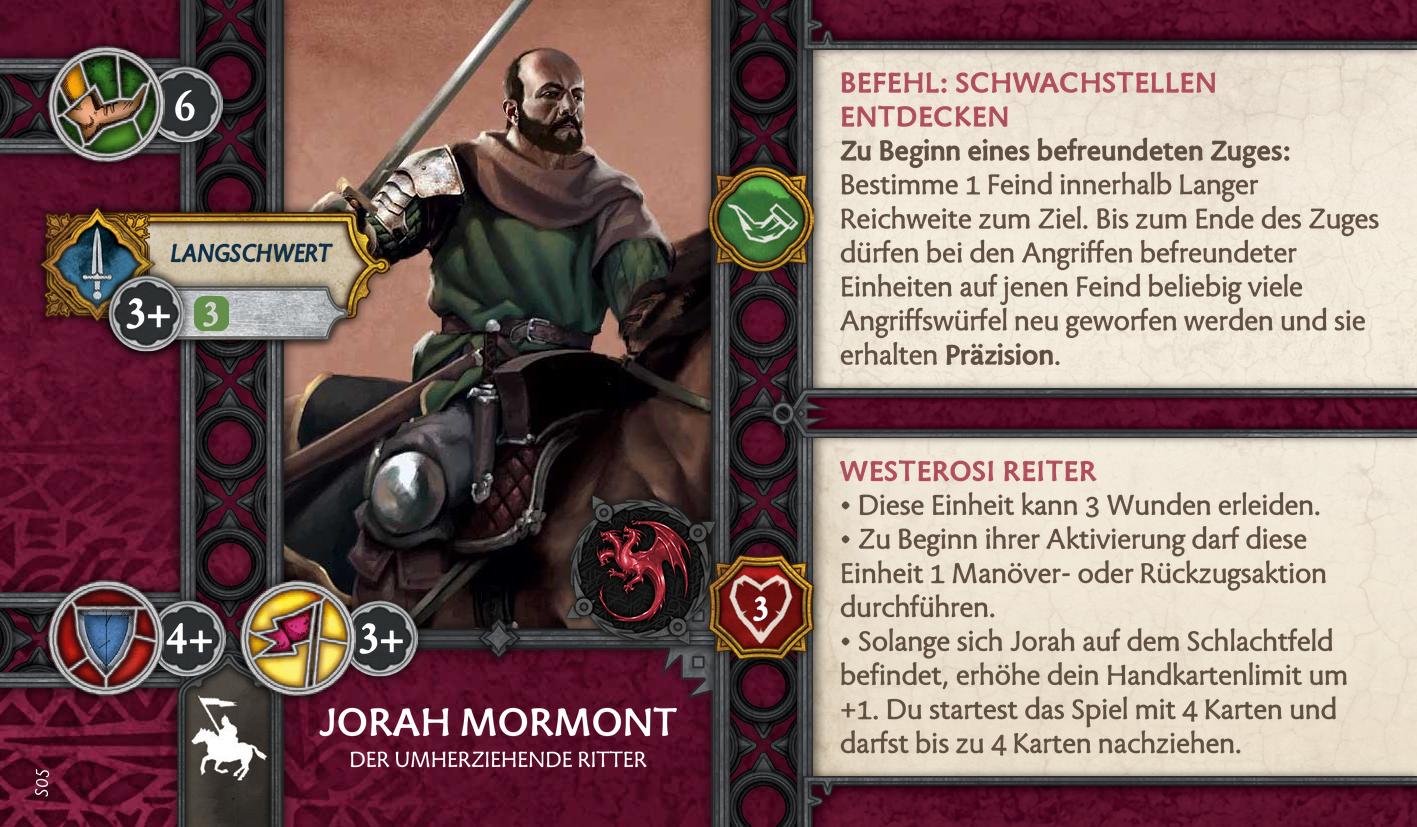 6
LANGSCHWERT
3+ 3
4+
3+
JORAH MORMONT
DER UMHERZIEHENDE RITTER
S05
BEFEHL: SCHWACHSTELLEN
ENTDECKEN
Zu Beginn eines befreundeten Zuges:
Bestimme 1 Feind innerhalb Langer
Reichweite zum Ziel. Bis zum Ende des Zuges
dürfen bei den Angriffen befreundeter
Einheiten auf jenen Feind beliebig viele
Angriffswürfel neu geworfen werden und sie
erhalten Präzision.
3
WESTEROSI REITER
• Diese Einheit kann 3 Wunden erleiden.
• Zu Beginn ihrer Aktivierung darf diese
Einheit 1 Manöver- oder Rückzugsaktion
durchführen.
• Solange sich Jorah auf dem Schlachtfeld
befindet, erhöhe dein Handkartenlimit um
+1. Du startest das Spiel mit 4 Karten und
darfst bis zu 4 Karten nachziehen.